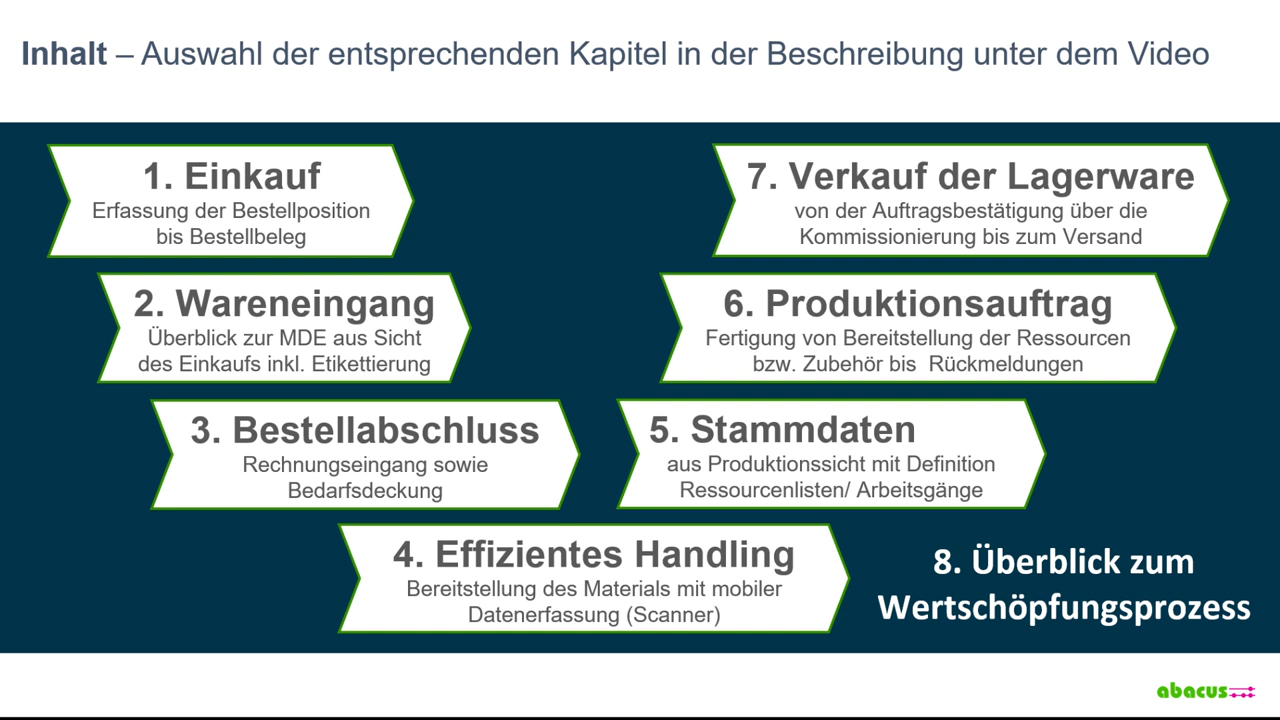 Inhalt – Auswahl der entsprechenden Kapitel in der Beschreibung unter dem Video
1. Einkauf
Erfassung der Bestellposition
bis Bestellbeleg
2. Wareneingang
Überblick zur MDE aus Sicht
des Einkaufs inkl. Etikettierung
3. Bestellabschluss
Rechnungseingang sowie
Bedarfsdeckung
4. Effizientes Handling
Bereitstellung des Materials mit mobiler
Datenerfassung (Scanner)
5. Stammdaten
aus Produktionssicht mit Definition
Ressourcenlisten/ Arbeitsgänge
6. Produktionsauftrag
Fertigung von Bereitstellung der Ressourcen
bzw. Zubehör bis  Rückmeldungen
7. Verkauf der Lagerware
von der Auftragsbestätigung über die
Kommissionierung bis zum Versand
8. Überblick zum
Wertschöpfungsprozess
abacus